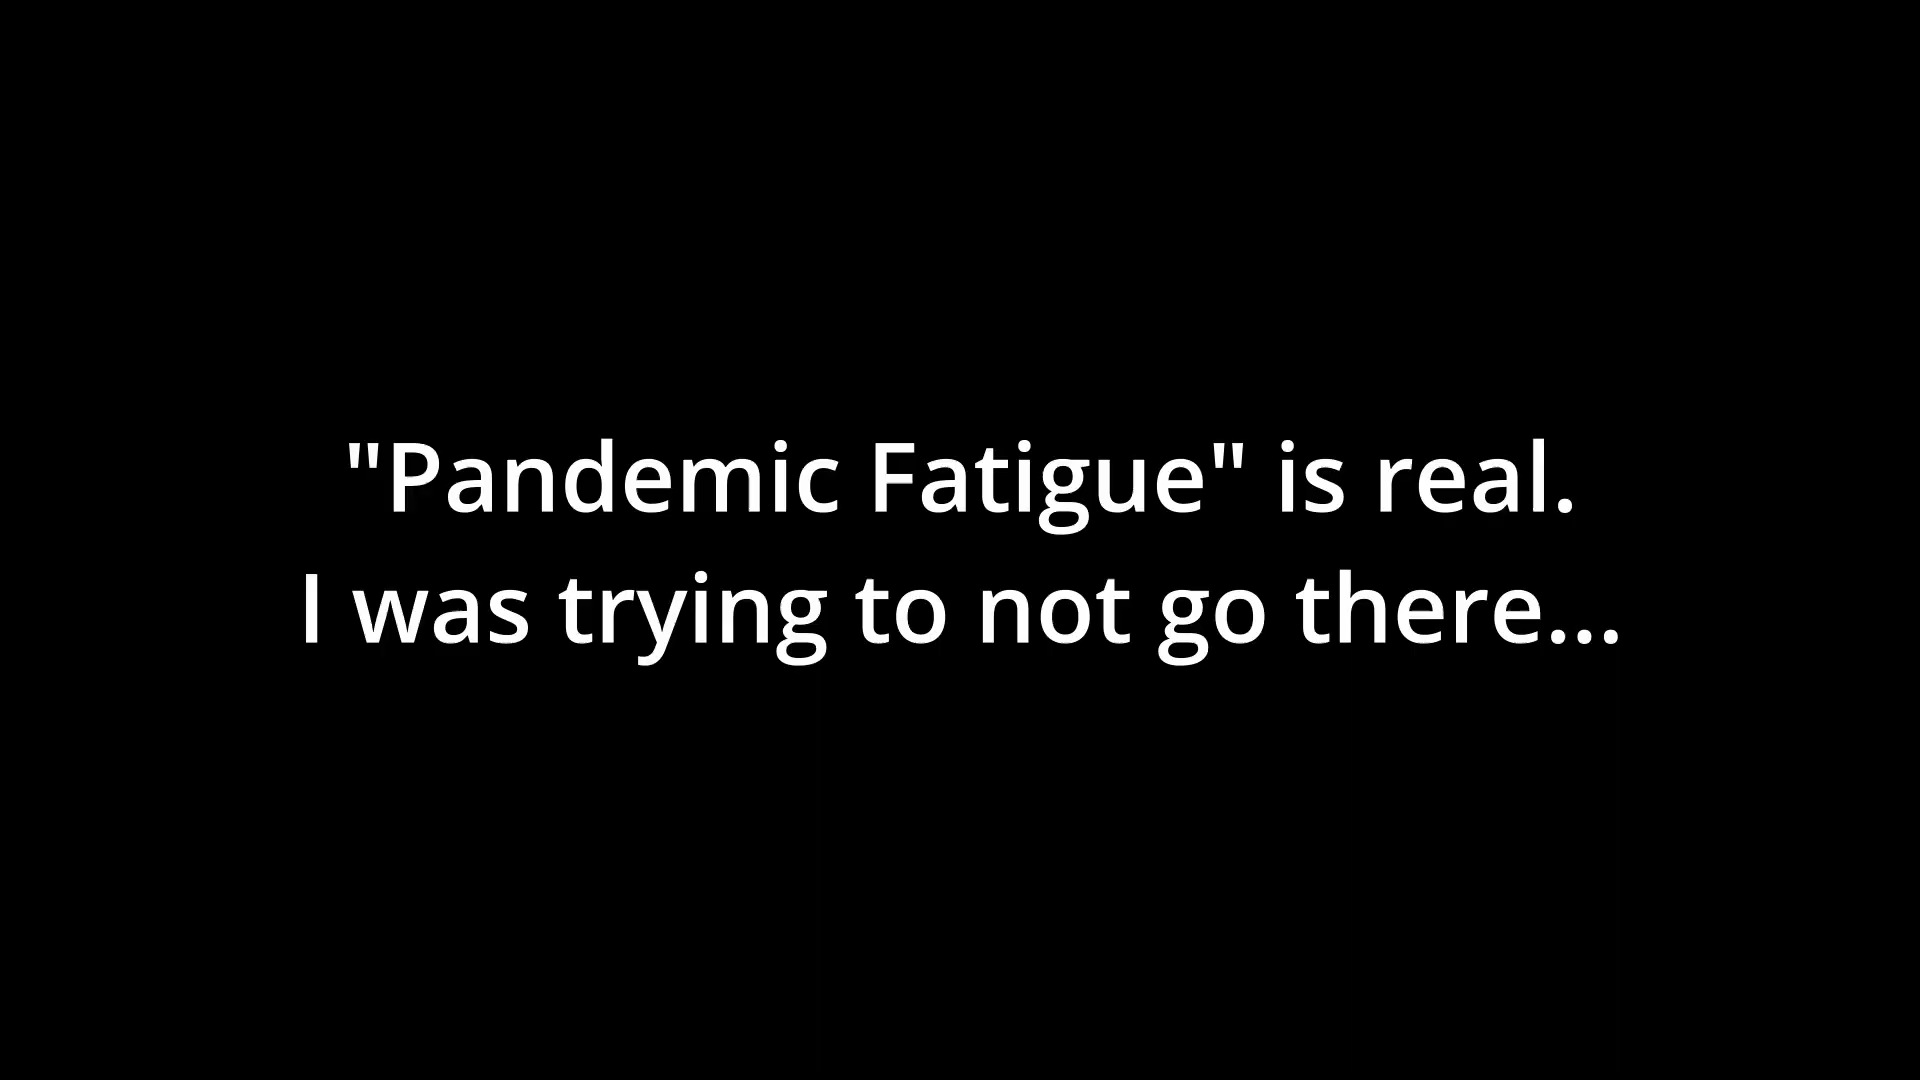 "Pandemic Fatigue" is real.
I was trying to not go there...